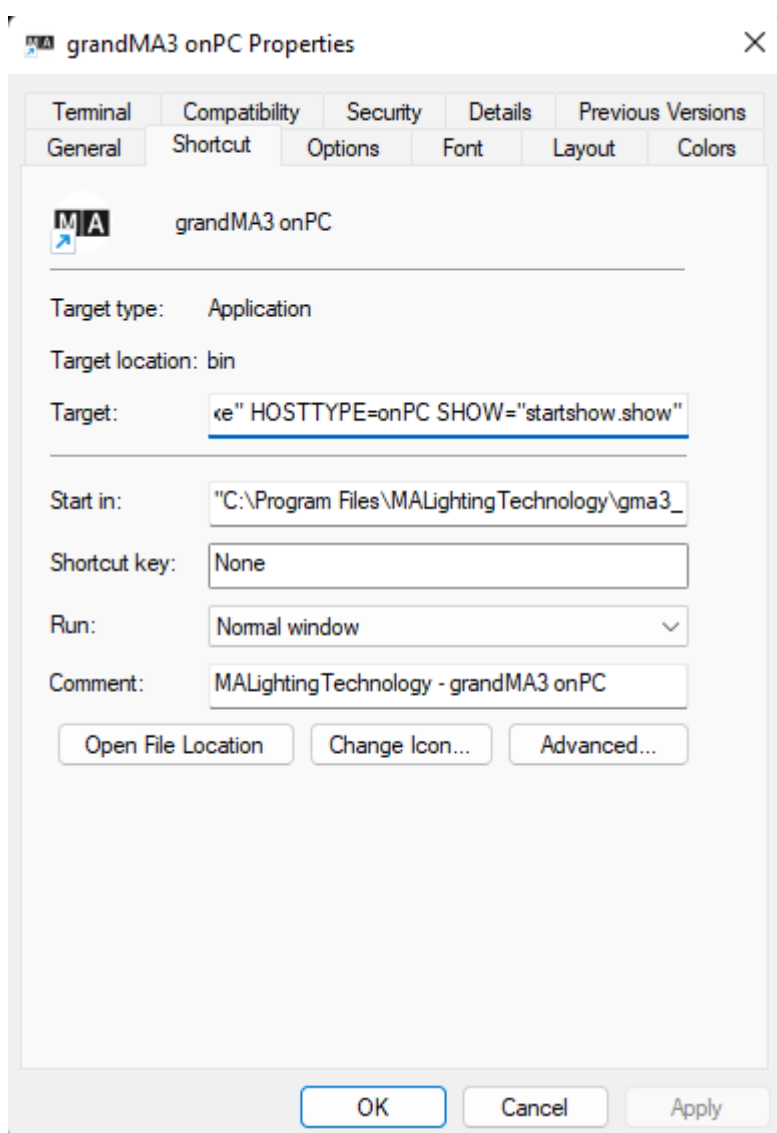 grandMA3 onPC Properties
Terminal Compatibility Security Details Previous Versions
General Shortcut Options Font Layout Colors
MA grandMA3 onPC
Target type: Application
Target location: bin
Target: xe" HOSTTYPE=onPC SHOW="startshow.show"
Start in: "C:\Program Files\MALightingTechnology\gma3_
Shortcut key: None
Run: Normal window
Comment: MALightingTechnology - grandMA3 onPC
Open File Location Change Icon... Advanced...
OK Cancel Apply